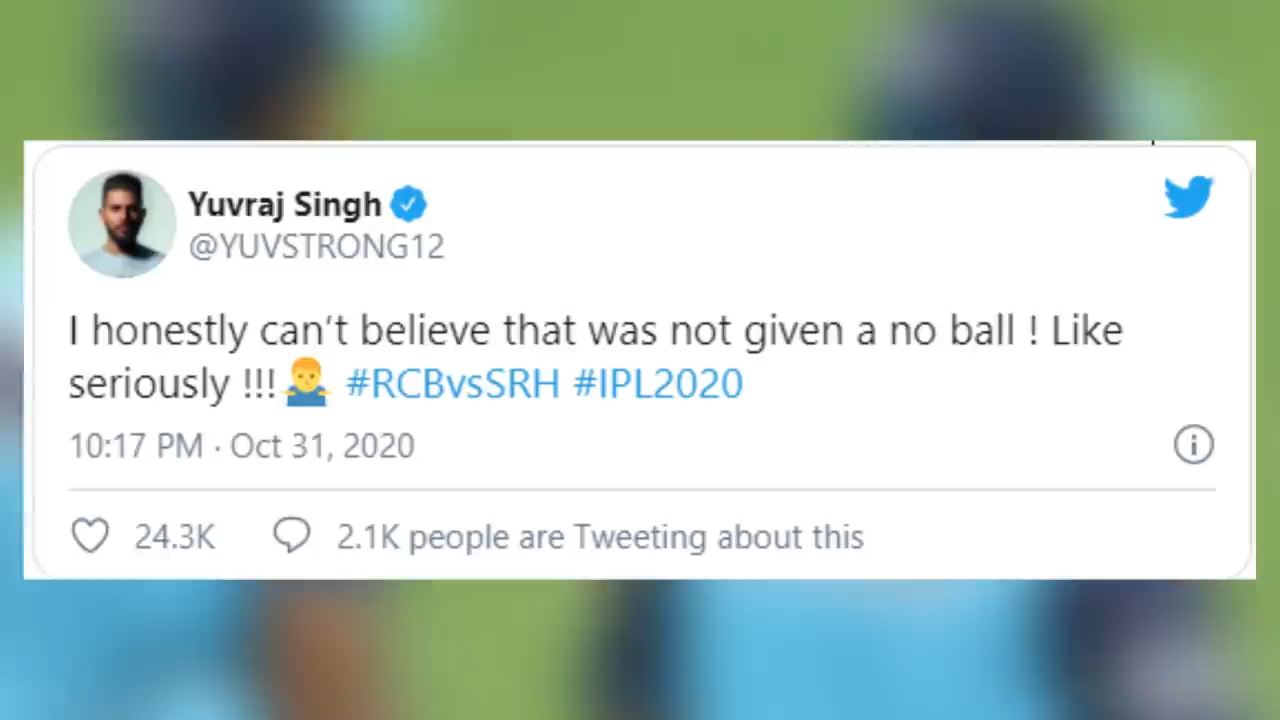 Yuvraj Singh
@YUVSTRONG12
I honestly can't believe that was not given a no ball ! Like
seriously !!!🤷‍♂️ #RCBvsSRH #IPL2020
10:17 PM · Oct 31, 2020
24.3K 2.1K people are Tweeting about this